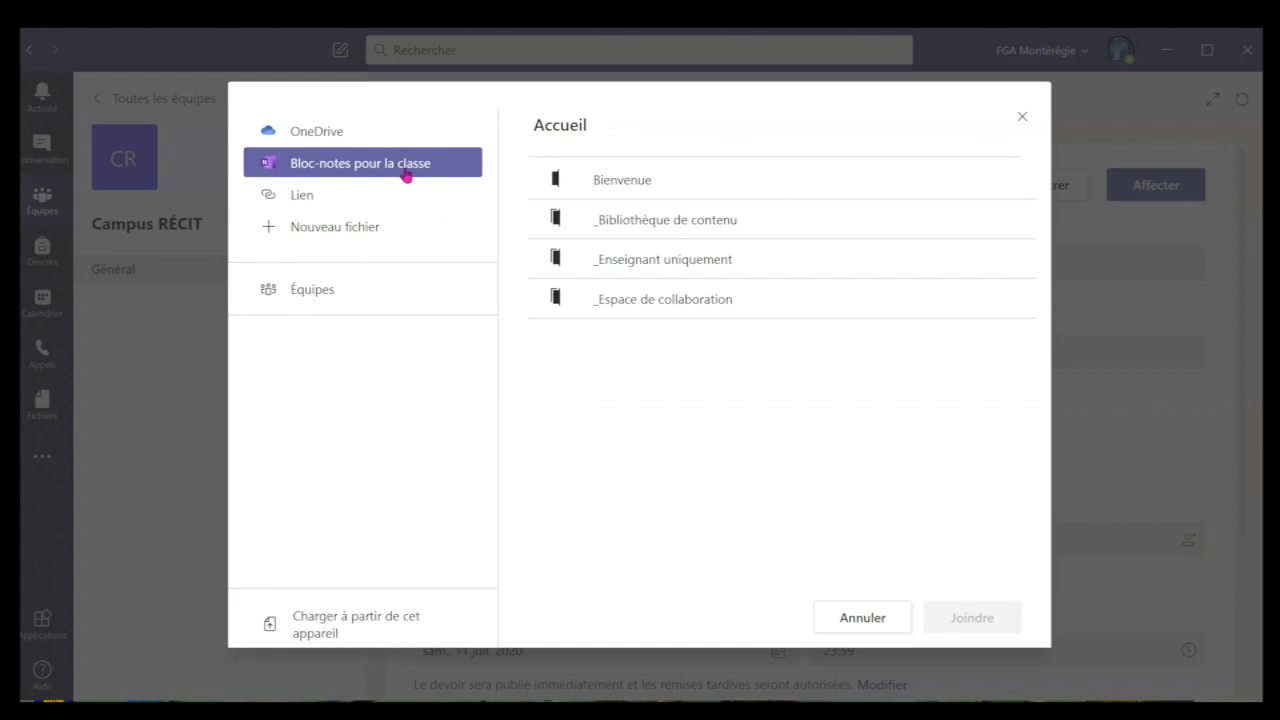 Rechercher
FGA Montérégie
Activité
Conversation
Équipes
Devoirs
Calendrier
Appels
Fichiers
Applications
Aide
Toutes les équipes
CR
Campus RÉCIT
Général
OneDrive
Bloc-notes pour la classe
Lien
Nouveau fichier
Équipes
Charger à partir de cet
appareil
Accueil
Bienvenue
_Bibliothèque de contenu
_Enseignant uniquement
_Espace de collaboration
Annuler
Joindre
rer
Affecter
sam. 11 juil. 2020
23:59
Le devoir sera publié immédiatement et les remises tardives seront autorisées. Modifier